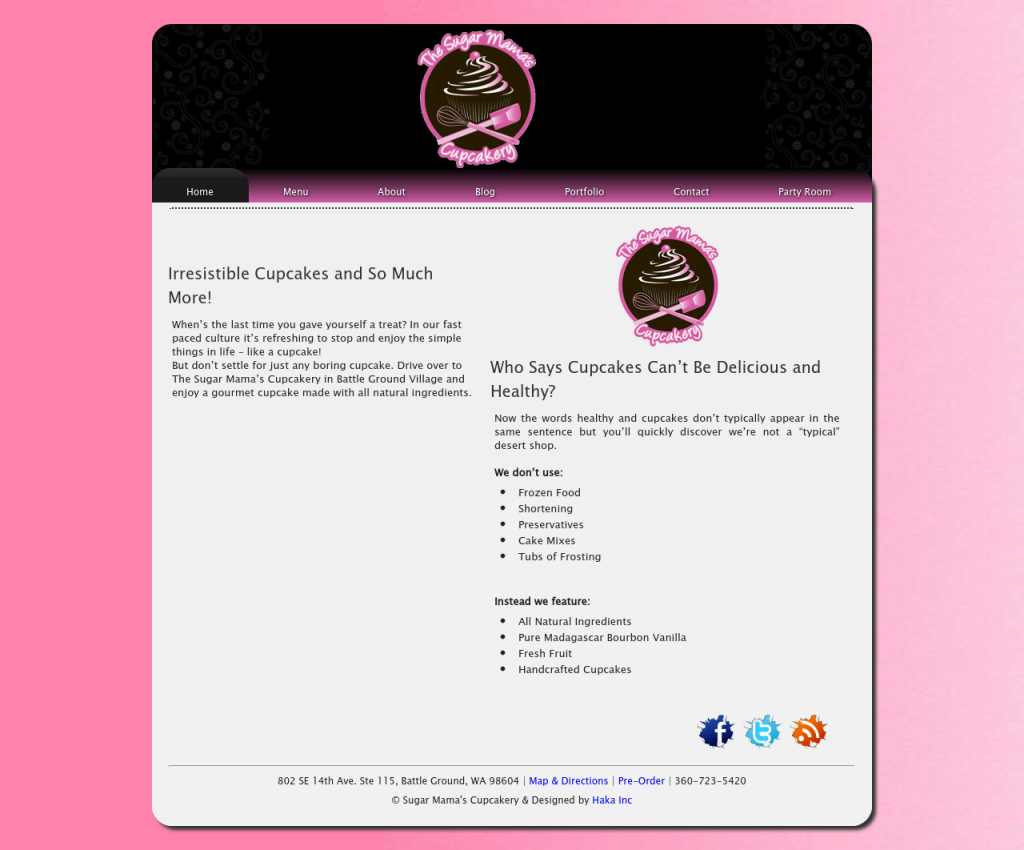 The Sugar Mama's
Cupcakery
Home Menu About Blog Portfolio Contact Party Room
Irresistible Cupcakes and So Much
More!
When’s the last time you gave yourself a treat? In our fast
paced culture it’s refreshing to stop and enjoy the simple
things in life – like a cupcake!
But don’t settle for just any boring cupcake. Drive over to
The Sugar Mama’s Cupcakery in Battle Ground Village and
enjoy a gourmet cupcake made with all natural ingredients.
The Sugar Mama's
Cupcakery
Who Says Cupcakes Can’t Be Delicious and
Healthy?
Now the words healthy and cupcakes don’t typically appear in the
same sentence but you’ll quickly discover we’re not a “typical”
desert shop.
We don’t use:
• Frozen Food
• Shortening
• Preservatives
• Cake Mixes
• Tubs of Frosting
Instead we feature:
• All Natural Ingredients
• Pure Madagascar Bourbon Vanilla
• Fresh Fruit
• Handcrafted Cupcakes
802 SE 14th Ave. Ste 115, Battle Ground, WA 98604 | Map & Directions | Pre-Order | 360-723-5420
© Sugar Mama's Cupcakery & Designed by Haka Inc